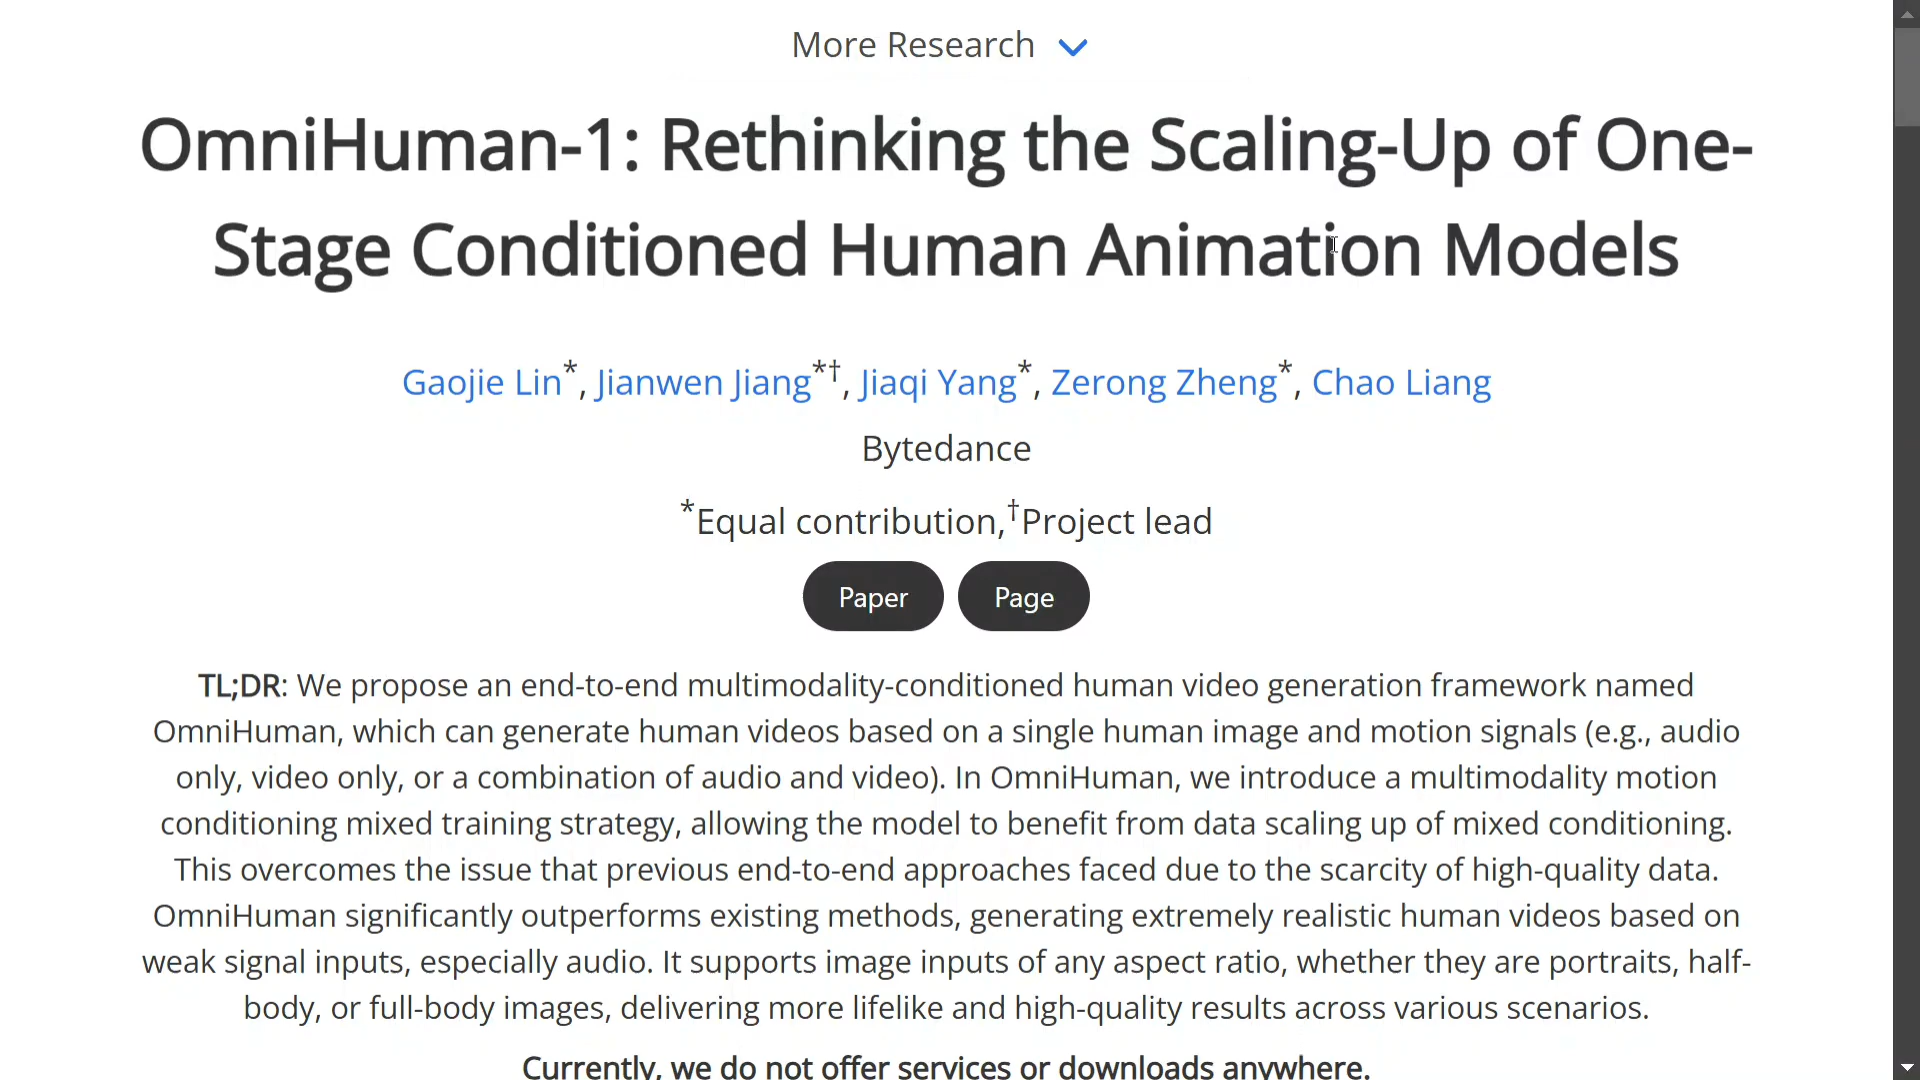 More Research
OmniHuman-1: Rethinking the Scaling-Up of One-
Stage Conditioned Human Animation Models
Gaojie Lin*, Jianwen Jiang*†, Jiaqi Yang*, Zerong Zheng*, Chao Liang
Bytedance
*Equal contribution,†Project lead
Paper Page
TL;DR: We propose an end-to-end multimodality-conditioned human video generation framework named
OmniHuman, which can generate human videos based on a single human image and motion signals (e.g., audio
only, video only, or a combination of audio and video). In OmniHuman, we introduce a multimodality motion
conditioning mixed training strategy, allowing the model to benefit from data scaling up of mixed conditioning.
This overcomes the issue that previous end-to-end approaches faced due to the scarcity of high-quality data.
OmniHuman significantly outperforms existing methods, generating extremely realistic human videos based on
weak signal inputs, especially audio. It supports image inputs of any aspect ratio, whether they are portraits, half-
body, or full-body images, delivering more lifelike and high-quality results across various scenarios.
Currently, we do not offer services or downloads anywhere.